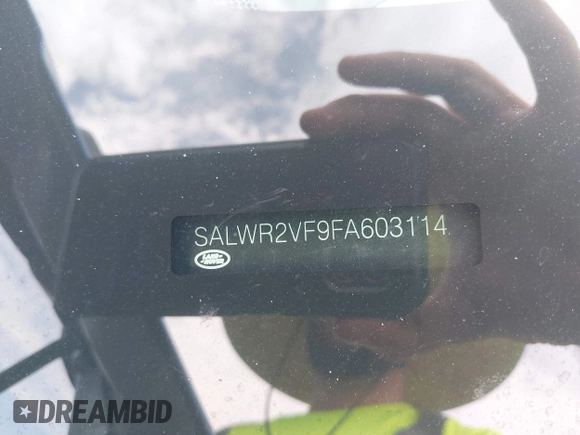 SALWR2VF9FA603114
LAND-
-ROVER
DREAMBID